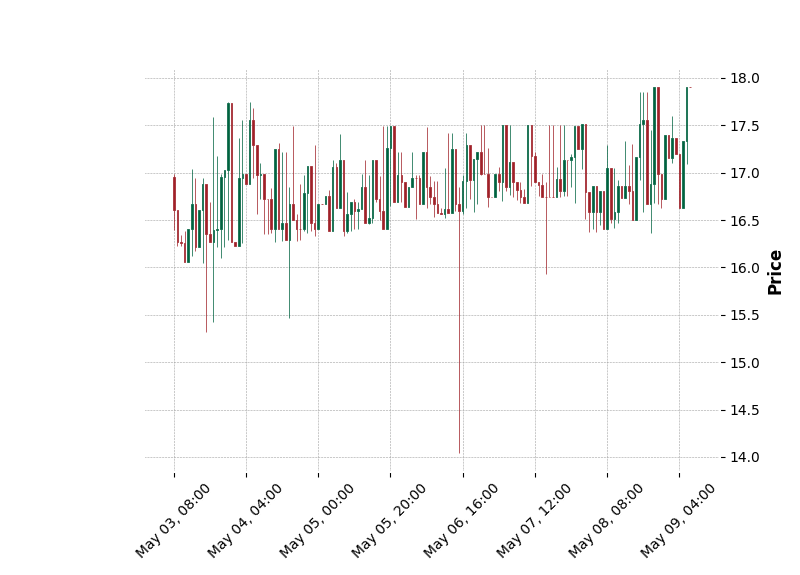 18.0
17.5
17.0
16.5
16.0
15.5
15.0
14.5
14.0
Price
May 03, 08:00
May 04, 04:00
May 05, 00:00
May 05, 20:00
May 06, 16:00
May 07, 12:00
May 08, 08:00
May 09, 04:00